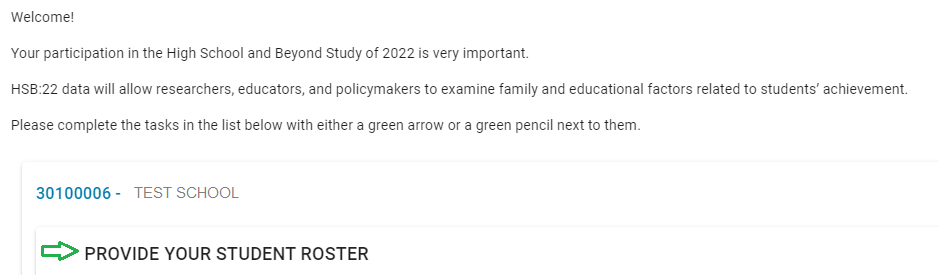 Welcome!
Your participation in the High School and Beyond Study of 2022 is very important.
HSB:22 data will allow researchers, educators, and policymakers to examine family and educational factors related to students’ achievement.
Please complete the tasks in the list below with either a green arrow or a green pencil next to them.
30100006 - TEST SCHOOL
PROVIDE YOUR STUDENT ROSTER